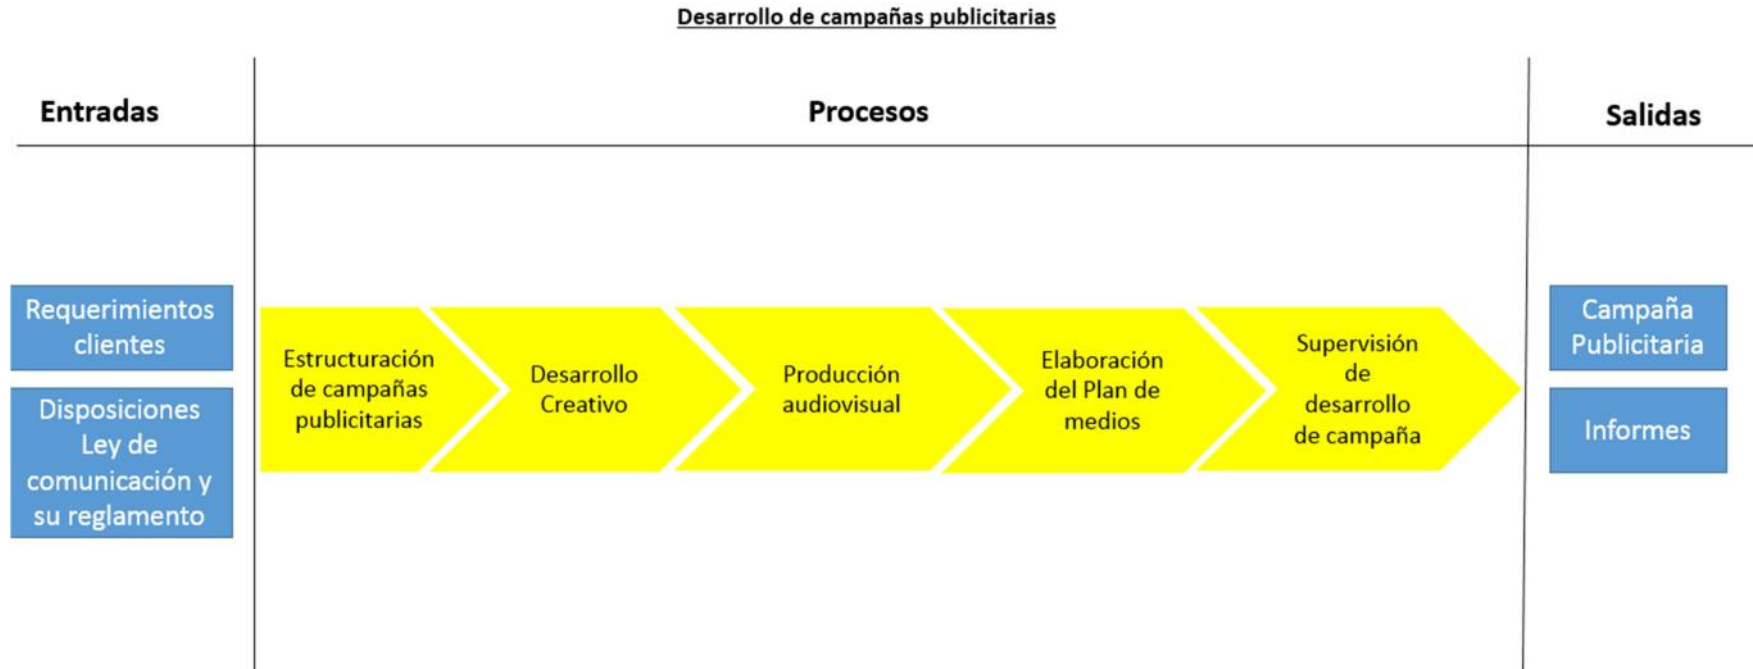 Desarrollo de campañas publicitarias
Entradas
Procesos
Salidas
Requerimientos
clientes
Disposiciones
Ley de
comunicación y
su reglamento
Estructuración
de campañas
publicitarias
Desarrollo
Creativo
Producción
audiovisual
Elaboración
del Plan de
medios
Supervisión
de
desarrollo
de campaña
Campaña
Publicitaria
Informes